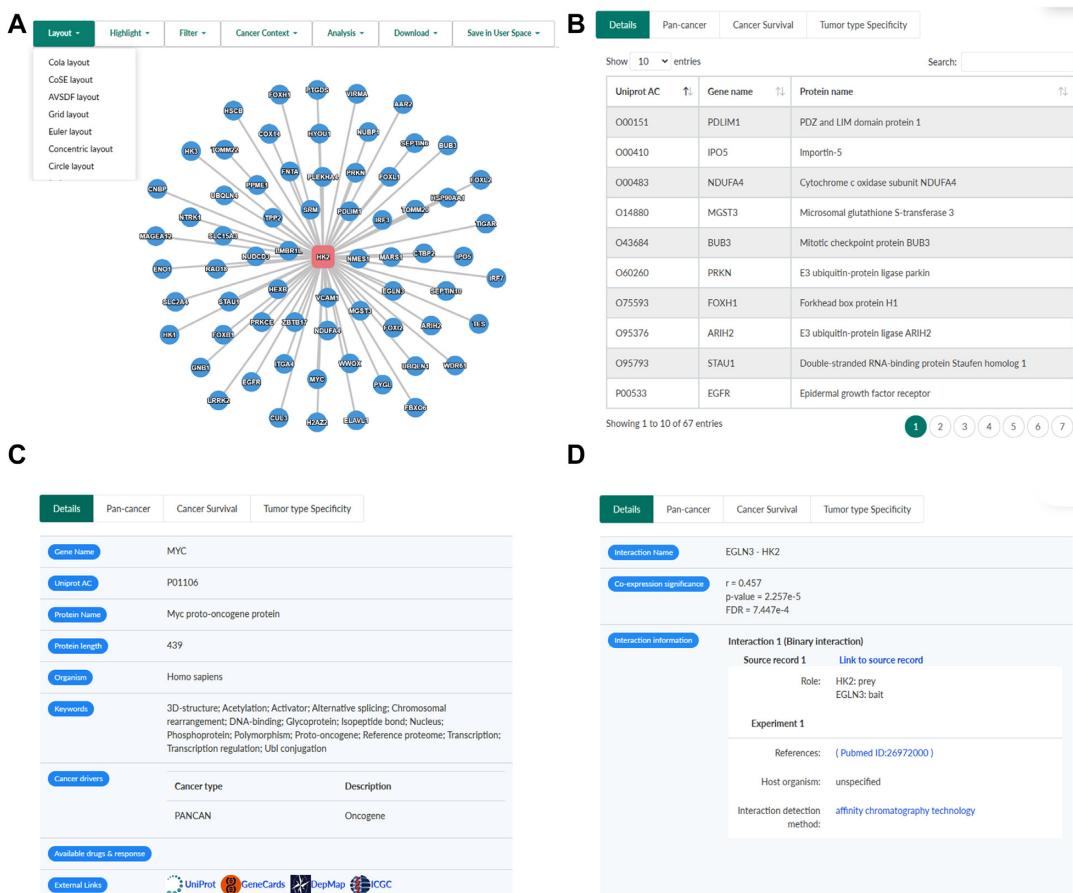 A
Layout
Highlight
Filter
Cancer Context
Analysis
Download
Save in User Space
Cola layout
CoSE layout
AVSDF layout
Grid layout
Euler layout
Concentric layout
Circle layout
FOXH1
PTGDS
VIRMA
AAR2
HSCB
COX14
HYOU1
NUBP1
SEPTIN6
BUB3
HK3
TOMM22
FNTA
PLEKHA4
PRKN
FOXL1
CNBP
UBQLN4
PPME1
HSP90AA1
NTRK1
TPP2
SRM
PDLIM1
IRF3
TOMM20
TIGAR
MAGEA12
SLC15A3
NUDCD3
LMBR1L
HK2
NMES1
MARS1
CTBP2
IPO5
ENO1
RAD18
IRF7
SLC2A4
STAU1
HEXB
VCAM1
EGLN3
SEPTIN10
HK1
FOXB1
PRKCE
ZBTB17
NDUFA4
MGST3
FOXI2
ARIH2
TES
GNB1
EGFR
ITGA4
MYC
WWOX
PYGL
UBQLN1
WDR61
LRRK2
CUL3
H2AZ2
ELAVL1
FBXO6
B
Details
Pan-cancer
Cancer Survival
Tumor type Specificity
Show 10 entries
Search:
Uniprot AC Gene name Protein name
O00151 PDLIM1 PDZ and LIM domain protein 1
O00410 IPO5 Importin-5
O00483 NDUFA4 Cytochrome c oxidase subunit NDUFA4
O14880 MGST3 Microsomal glutathione S-transferase 3
O43684 BUB3 Mitotic checkpoint protein BUB3
O60260 PRKN E3 ubiquitin-protein ligase parkin
O75593 FOXH1 Forkhead box protein H1
O95376 ARIH2 E3 ubiquitin-protein ligase ARIH2
O95793 STAU1 Double-stranded RNA-binding protein Staufen homolog 1
P00533 EGFR Epidermal growth factor receptor
Showing 1 to 10 of 67 entries
1 2 3 4 5 6 7
C
Details
Pan-cancer
Cancer Survival
Tumor type Specificity
Gene Name MYC
Uniprot AC P01106
Protein Name Myc proto-oncogene protein
Protein length 439
Organism Homo sapiens
Keywords 3D-structure; Acetylation; Activator; Alternative splicing; Chromosomal
rearrangement; DNA-binding; Glycoprotein; Isopeptide bond; Nucleus;
Phosphoprotein; Polymorphism; Proto-oncogene; Reference proteome; Transcription;
Transcription regulation; Ubl conjugation
Cancer drivers
Cancer type Description
PANCAN Oncogene
Available drugs & response
External Links UniProt GeneCards DepMap ICGC
D
Details
Pan-cancer
Cancer Survival
Tumor type Specificity
Interaction Name EGLN3 - HK2
Co-expression significance r = 0.457
p-value = 2.257e-5
FDR = 7.447e-4
Interaction information Interaction 1 (Binary interaction)
Source record 1 Link to source record
Role: HK2: prey
EGLN3: bait
Experiment 1
References: ( Pubmed ID:26972000 )
Host organism: unspecified
Interaction detection affinity chromatography technology
method: